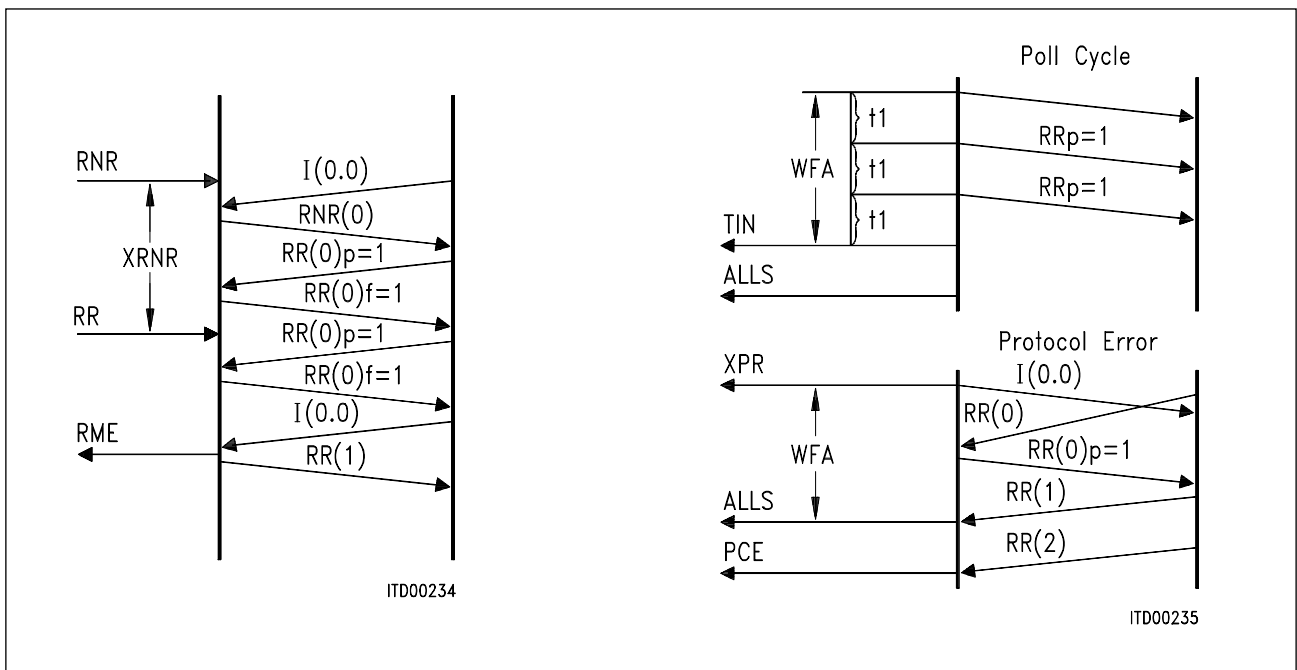 RNR
XRNR
RR
RME
I(0.0)
RNR(0)
RR(0)p=1
RR(0)f=1
RR(0)p=1
RR(0)f=1
I(0.0)
RR(1)
ITD00234
Poll Cycle
t1
WFA
t1
t1
RRp=1
RRp=1
TIN
ALLS
Protocol Error
XPR
I(0.0)
RR(0)
WFA
RR(0)p=1
RR(1)
ALLS
RR(2)
PCE
ITD00235